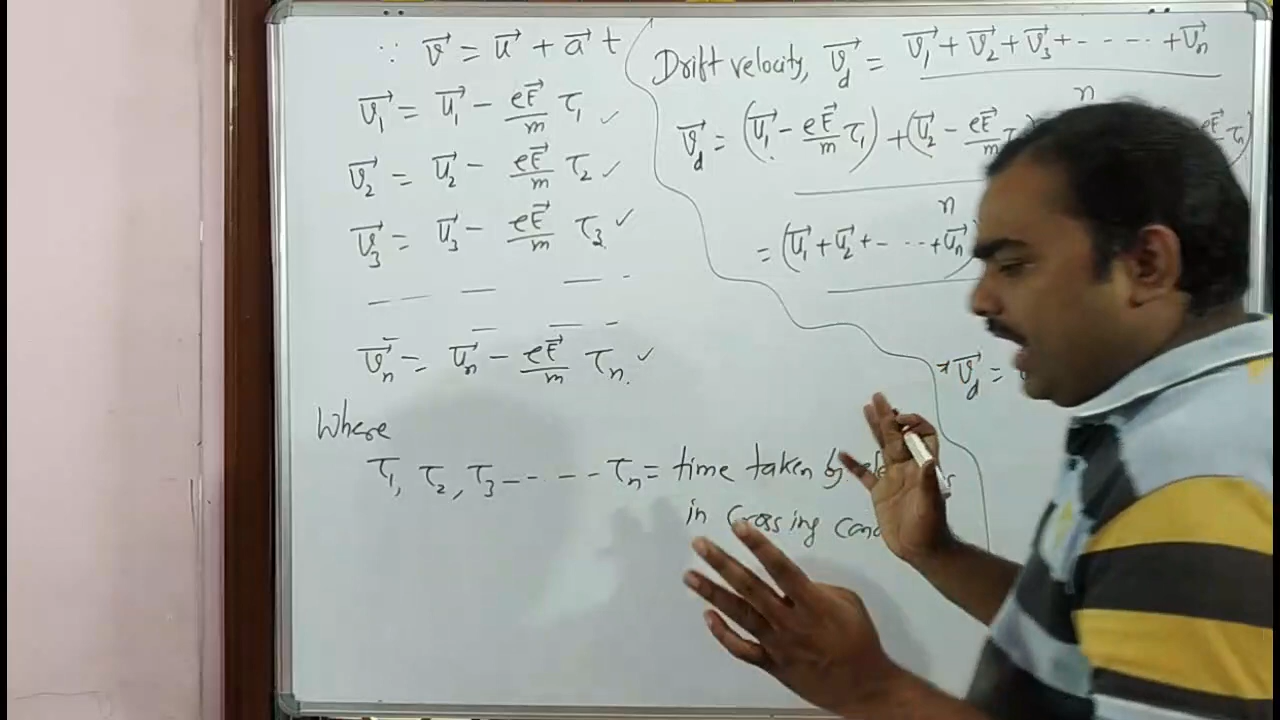 ∵ v⃗ = u⃗ + a⃗ t
v⃗₁ = u⃗₁ − eE⃗/m τ₁ ✓
v⃗₂ = u⃗₂ − eE⃗/m τ₂ ✓
v⃗₃ = u⃗₃ − eE⃗/m τ₃ ✓
v⃗ₙ = u⃗ₙ − eE⃗/m τₙ ✓
Where
τ₁, τ₂, τ₃ - - - - - τₙ = time taken by
in Crossing
Drift velocity, v⃗d = v⃗₁ + v⃗₂ + v⃗₃ + - - - - + v⃗ₙ / n
v⃗d = (u⃗₁ − eE⃗/m τ₁) + (u⃗₂ − eE⃗/m τ τₙ) / n
= (u⃗₁ + u⃗₂ + - - - + u⃗ₙ)
v⃗d =